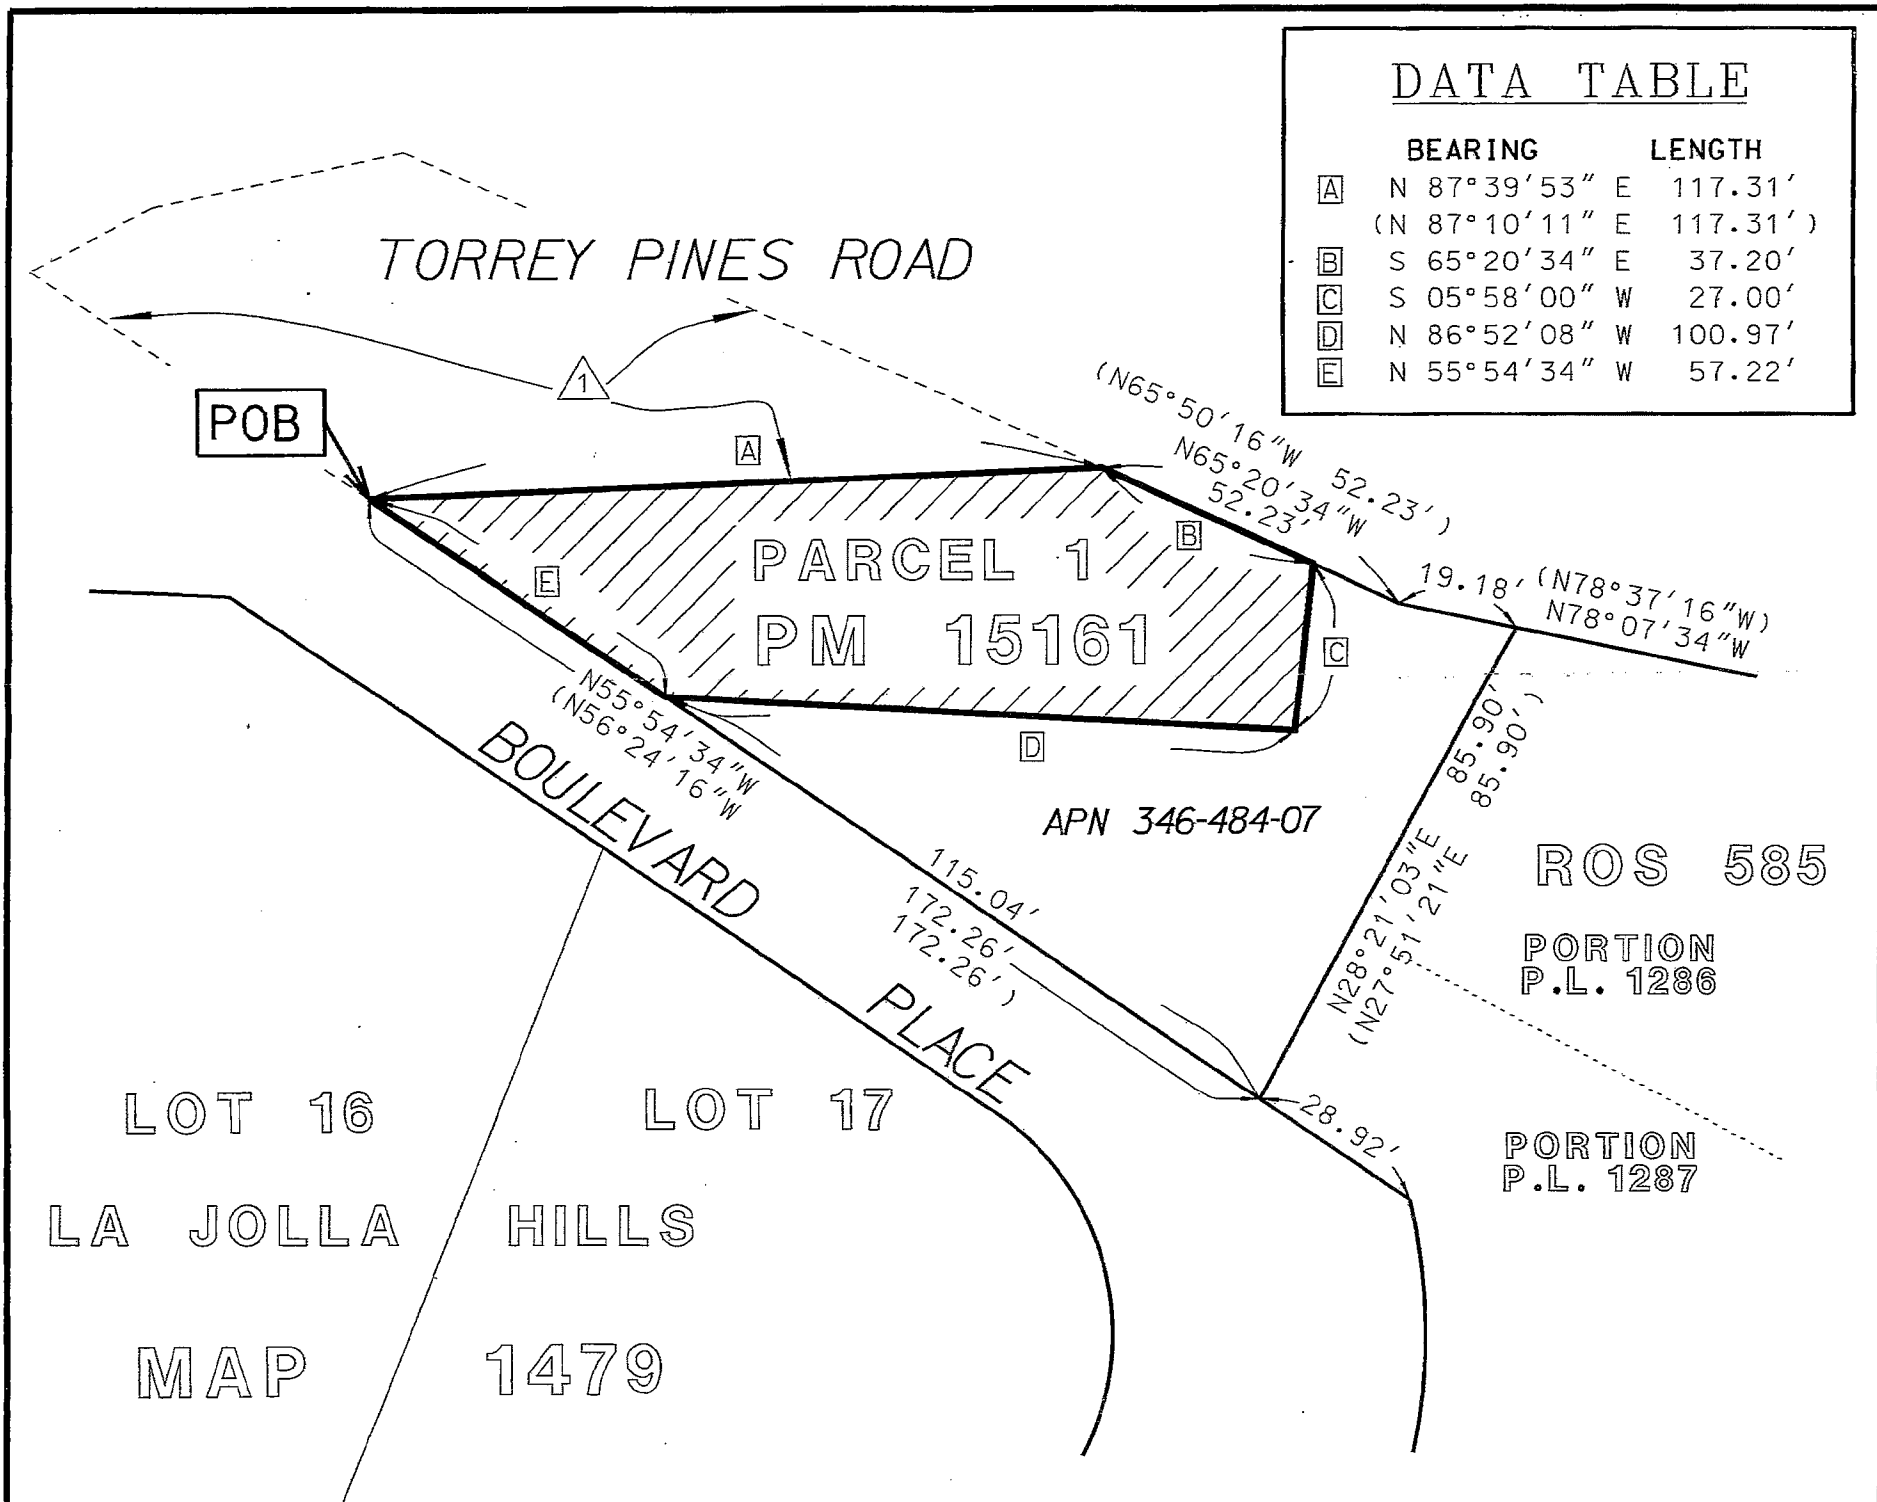 DATA TABLE
BEARING LENGTH
A N 87°39'53" E 117.31'
(N 87°10'11" E 117.31')
B S 65°20'34" E 37.20'
C S 05°58'00" W 27.00'
D N 86°52'08" W 100.97'
E N 55°54'34" W 57.22'
TORREY PINES ROAD
1
POB
A
(N65°50'16"W 52.23')
N65°20'34"W
52.23'
B
E
PARCEL 1
PM 15161
C
19.18' (N78°37'16"W)
N78°07'34"W
N55°54'34"W
(N56°24'16"W
D
85.90'
85.90')
APN 346-484-07
BOULEVARD
PLACE
115.04'
172.26'
172.26')
N28°21'03"E
(N27°51'21"E
ROS 585
PORTION
P.L. 1286
28.92'
PORTION
P.L. 1287
LOT 16
LOT 17
LA JOLLA HILLS
MAP 1479